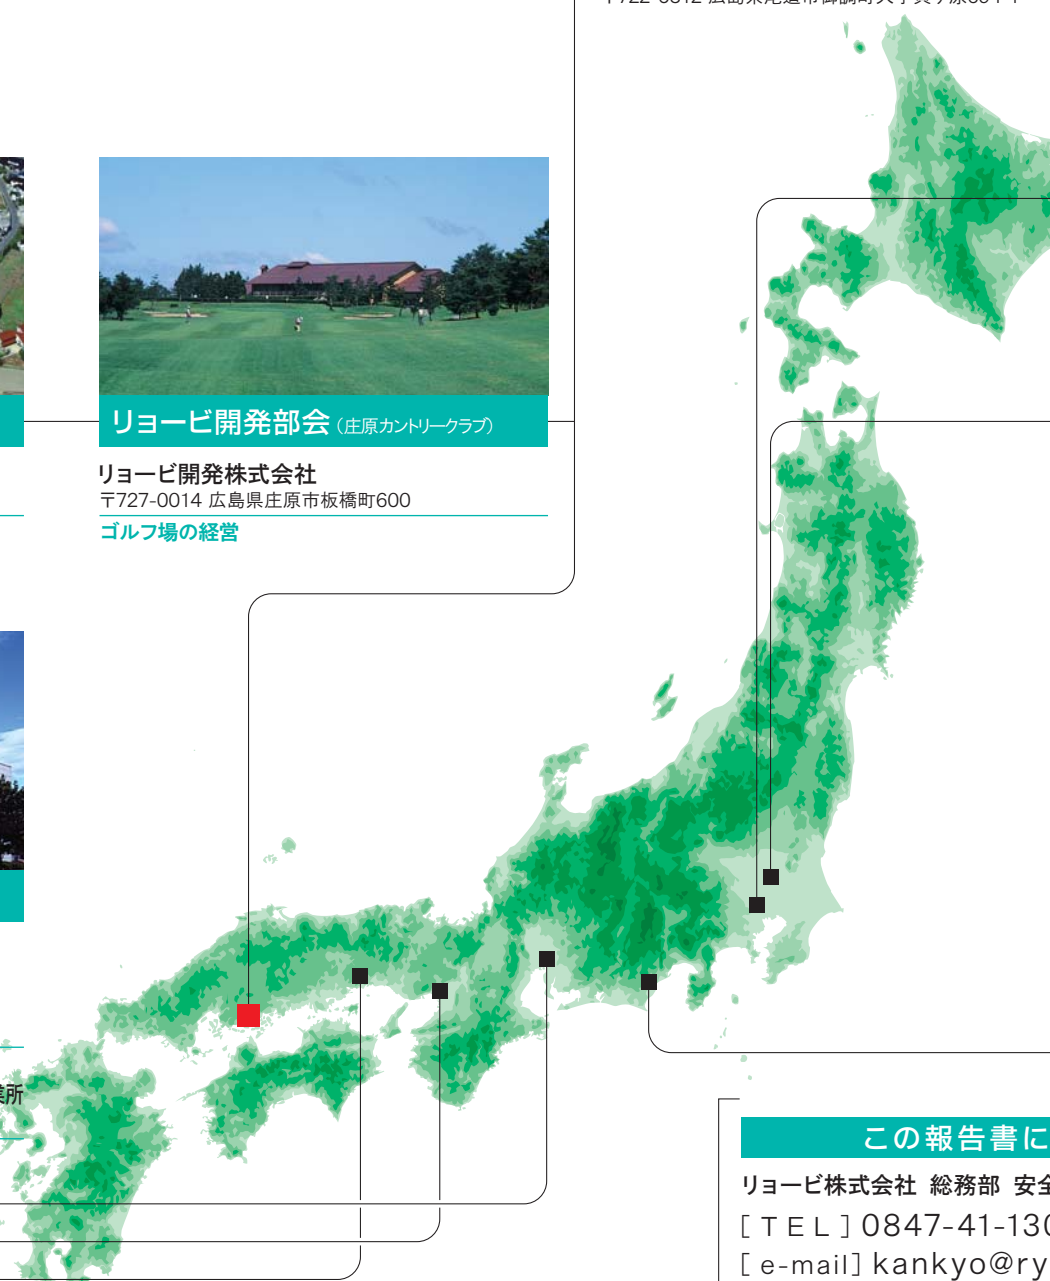 リョービ開発部会（庄原カントリークラブ）
リョービ開発株式会社
〒727-0014 広島県庄原市板橋町600
ゴルフ場の経営
業所
この報告書に
リョービ株式会社 総務部 安全
[ T E L ] 0847-41-130
[ e-mail] kankyo@ry